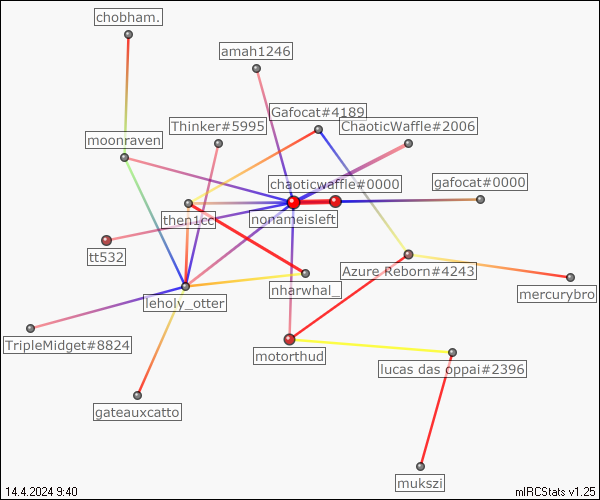 chobham.
amah1246
Gafocat#4189
Thinker#5995
ChaoticWaffle#2006
moonraven
chaoticwaffle#0000
gafocat#0000
then1cc
nonameisleft
tt532
Azure Reborn#4243
nharwhal_
mercurybro
leholy_otter
TripleMidget#8824
motorthud
lucas das oppai#2396
gateauxcatto
mukszi
14.4.2024 9:40
mIRCStats v1.25